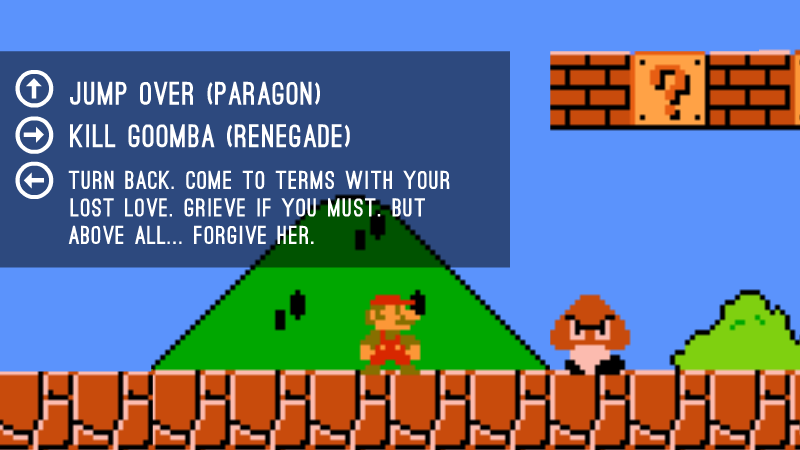 JUMP OVER (PARAGON)
KILL GOOMBA (RENEGADE)
TURN BACK. COME TO TERMS WITH YOUR
LOST LOVE. GRIEVE IF YOU MUST. BUT
ABOVE ALL... FORGIVE HER.
?